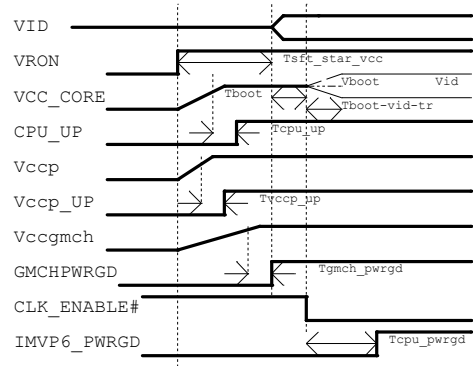 VID
VRON
Tsft_star_vcc
VCC_CORE
Tboot
Vboot
Vid
Tboot-vid-tr
CPU_UP
Tcpu_up
Vccp
Vccp_UP
Tvccp_up
Vccgmch
GMCHPWRGD
Tgmch_pwrgd
CLK_ENABLE#
IMVP6_PWRGD
Tcpu_pwrgd